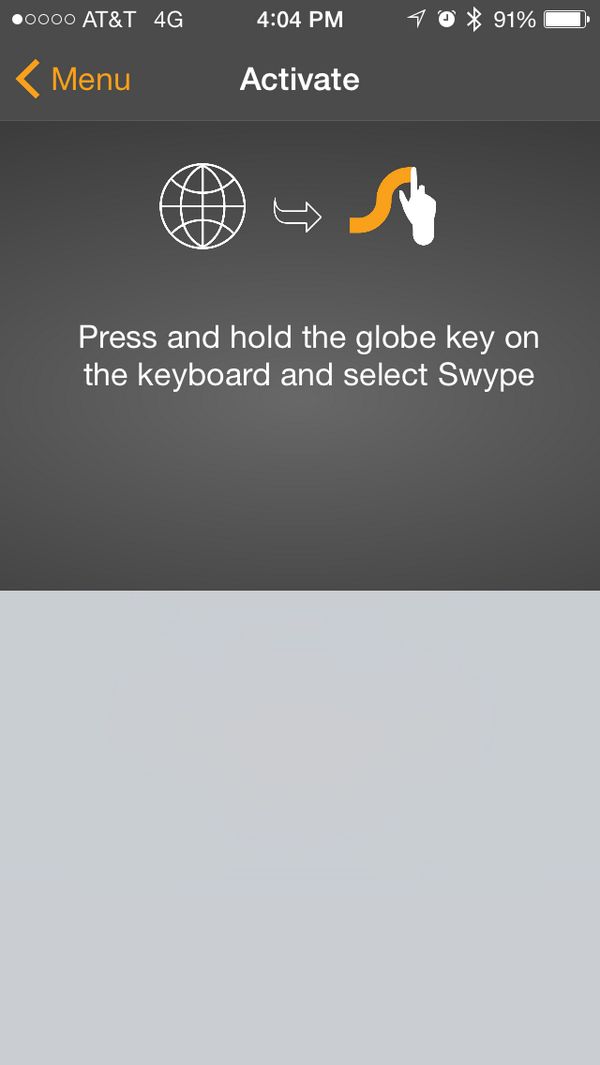 AT&T 4G 4:04 PM 91%
Menu Activate
Press and hold the globe key on
the keyboard and select Swype